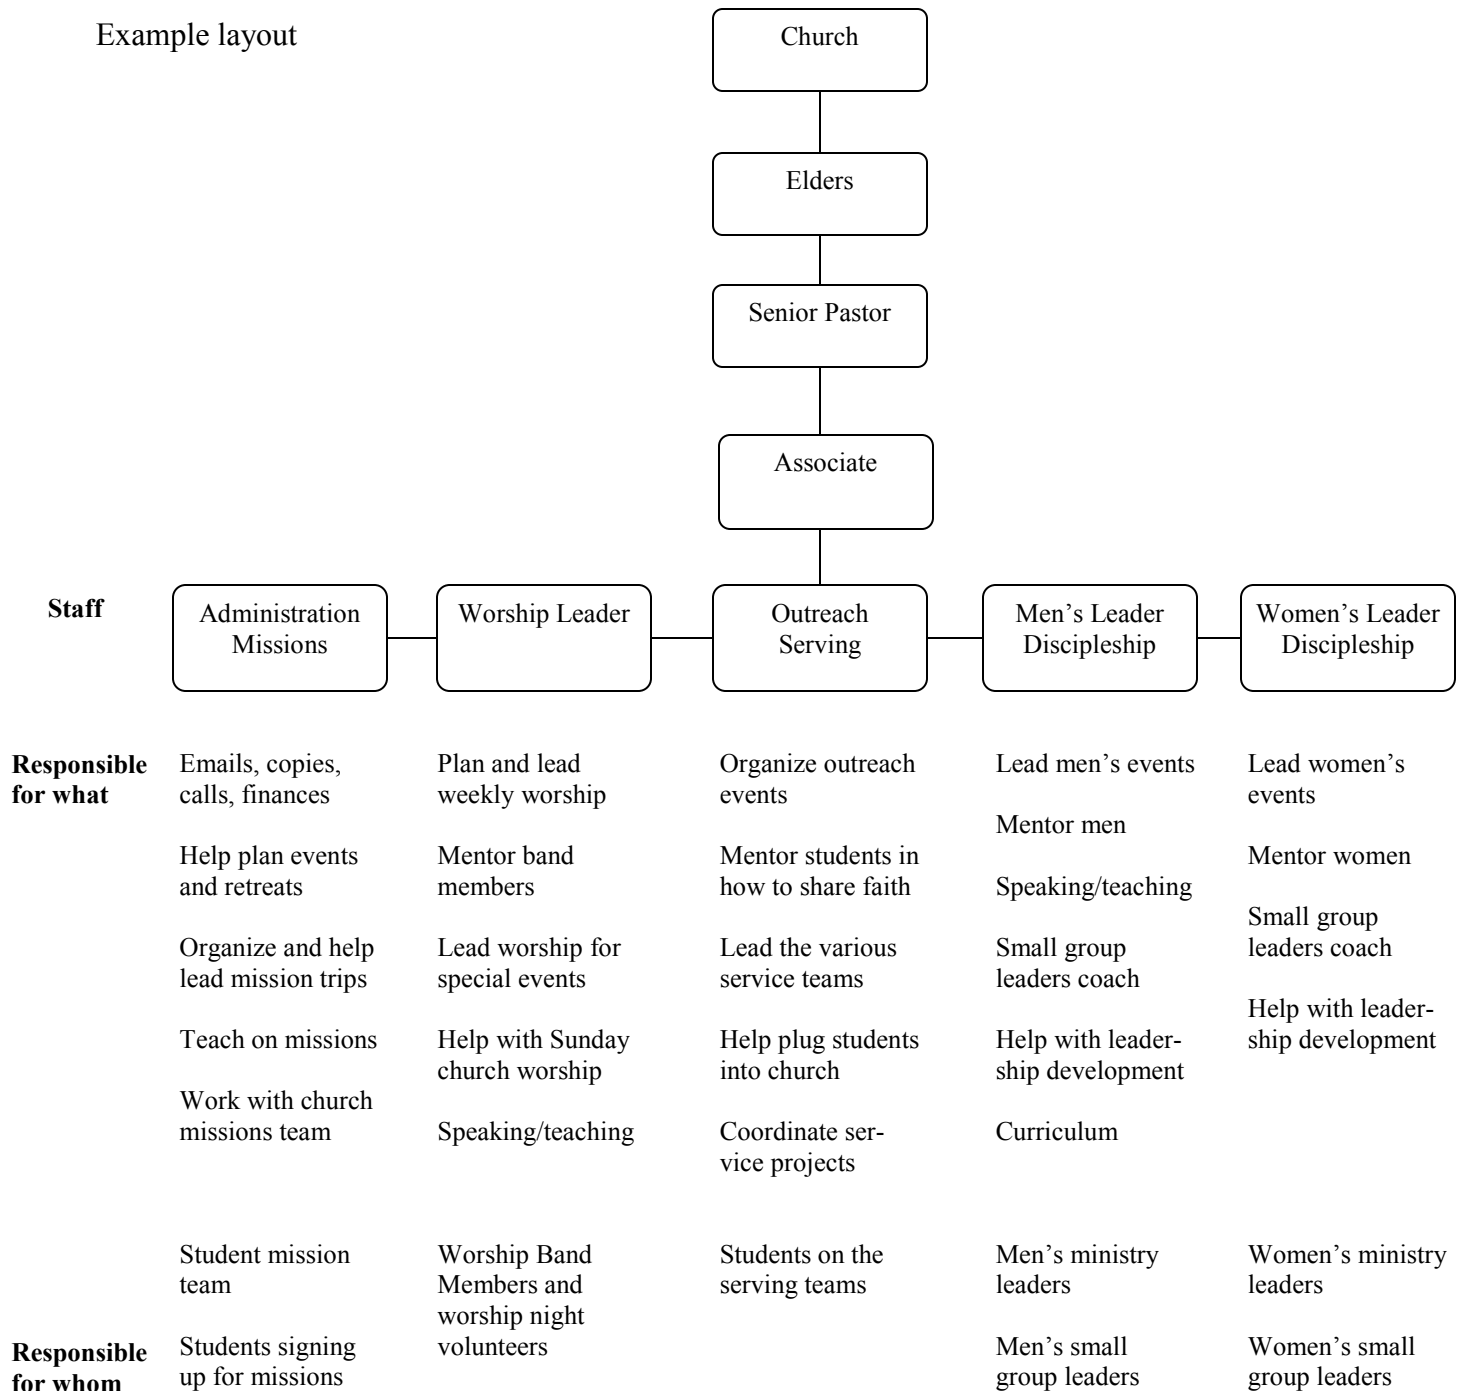 Example layout
Church
Elders
Senior Pastor
Associate
Staff
Administration
Missions
Worship Leader
Outreach
Serving
Men’s Leader
Discipleship
Women’s Leader
Discipleship
Responsible
for what
Emails, copies,
calls, finances
Help plan events
and retreats
Organize and help
lead mission trips
Teach on missions
Work with church
missions team
Plan and lead
weekly worship
Mentor band
members
Lead worship for
special events
Help with Sunday
church worship
Speaking/teaching
Organize outreach
events
Mentor students in
how to share faith
Lead the various
service teams
Help plug students
into church
Coordinate ser-
vice projects
Lead men’s events
Mentor men
Speaking/teaching
Small group
leaders coach
Help with leader-
ship development
Curriculum
Lead women’s
events
Mentor women
Small group
leaders coach
Help with leader-
ship development
Responsible
for whom
Student mission
team
Students signing
up for missions
Worship Band
Members and
worship night
volunteers
Students on the
serving teams
Men’s ministry
leaders
Men’s small
group leaders
Women’s ministry
leaders
Women’s small
group leaders